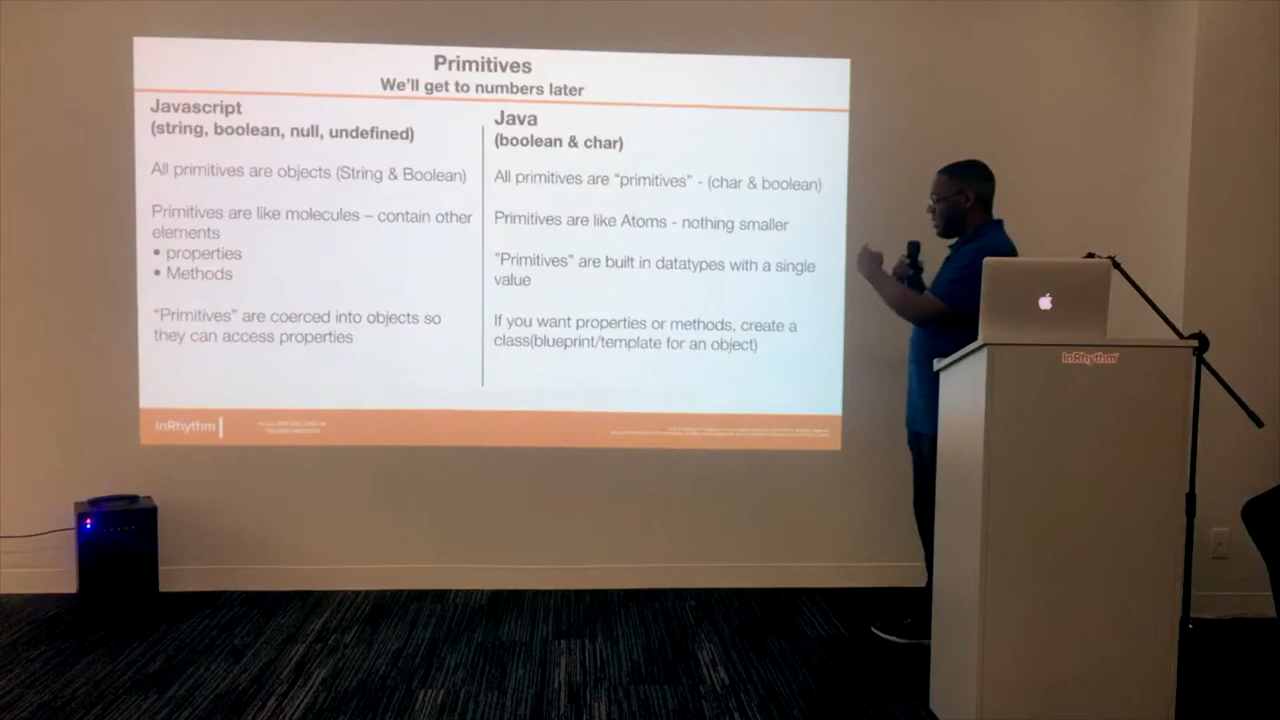 Primitives
We'll get to numbers later
Javascript
(string, boolean, null, undefined)
All primitives are objects (String & Boolean)
Primitives are like molecules – contain other
elements
• properties
• Methods
“Primitives” are coerced into objects so
they can access properties
Java
(boolean & char)
All primitives are “primitives” - (char & boolean)
Primitives are like Atoms - nothing smaller
"Primitives” are built in datatypes with a single
value
If you want properties or methods, create a
class(blueprint/template for an object)
InRhythm
InRhythm